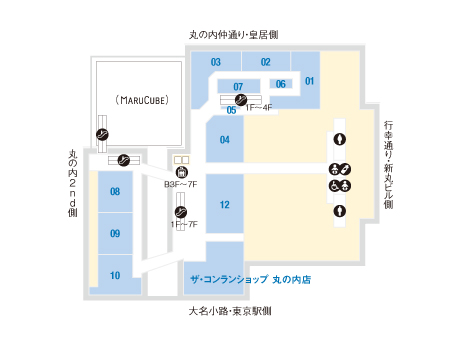 丸の内仲通り・皇居側
03
02
01
07
06
(MARUCUBE)
1F〜4F
05
04
行幸通り・新丸ビル側
丸の内2nd側
B3F〜7F
08
12
1F〜7F
09
10
ザ・コンランショップ 丸の内店
大名小路・東京駅側